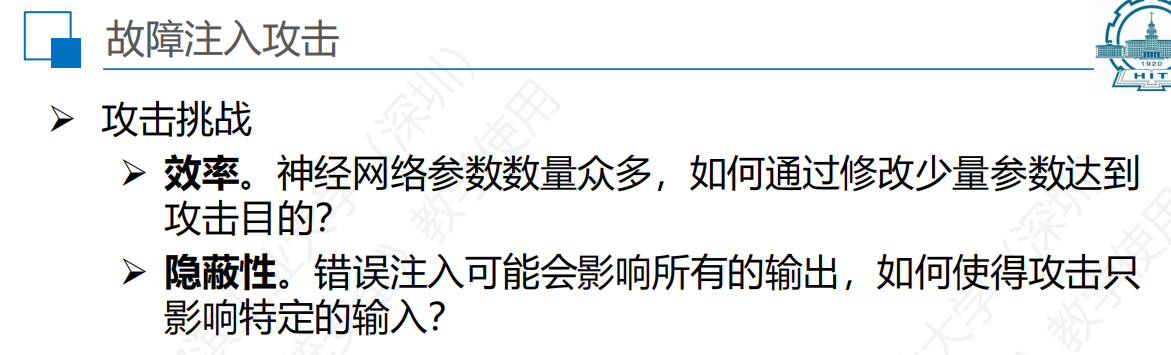 故障注入攻击
1920
HIT
攻击挑战
效率。神经网络参数数量众多，如何通过修改少量参数达到
攻击目的？
隐蔽性。错误注入可能会影响所有的输出，如何使得攻击只
影响特定的输入？
（深圳）
教学使用
大学（深圳
教学使用